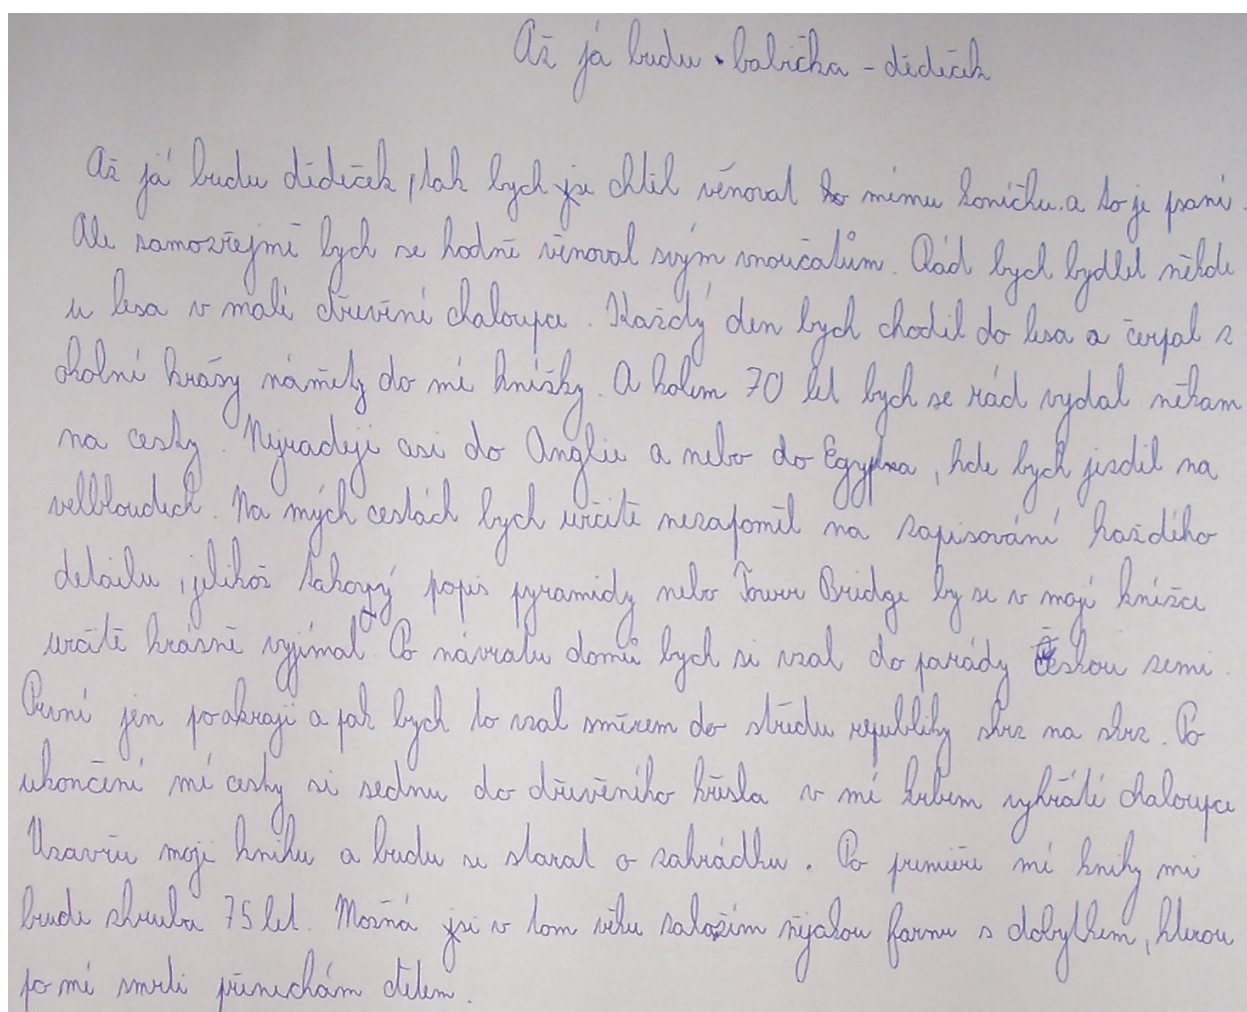 Až já budu babička - dědeček
Až já budu dědeček, tak bych se chtěl věnoval mímu koníčku a to je psaní.
Ale samozřejmě bych se hodně věnoval svým vnoučatům. Rád bych bydlel někde
u lesa v malé dřevěné chaloupce. Každý den bych chodil do lesa a čerpal z
okolní krásy náměty do mé knížky. A kolem 70 let bych se rád vydal někam
na cesty. Nejraději asi do Anglie a nebo do Egypta, kde bych jezdil na
velbloudech. Na mých cestách bych určitě nezapoměl na zapisování každého
detailu, jelikož takový popis pyramidy nebo Tower Bridge by se v mojí knížce
určitě krásně vyjímal. Po návratu domů bych si vzal do parády Českou zemi.
První jen po okraji a pak bych to vzal směrem do středu republiky skrz na skrz. Po
ukončení mé cesty si sednu do dřevěného křesla v mé krbem vyhřáté chaloupce
Uzavřu moji knihu a budu se starat o zahrádku. Po premiéře mé knihy mi
bude zhruba 75 let. Možná si v tom věku založím nějakou farmu s dobytkem, kterou
po mé smrti přenechám dětem.